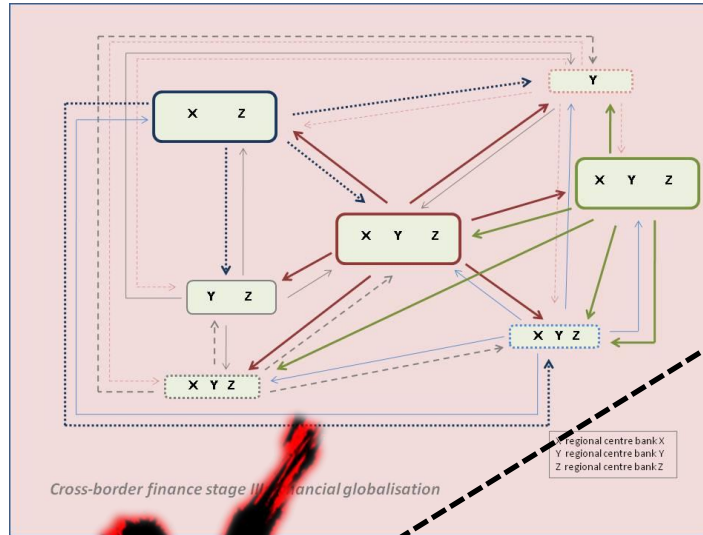 Y
X Z
X Y Z
X Y Z
Y Z
X Y Z
X Y Z
X regional centre bank X
Y regional centre bank Y
Z regional centre bank Z
Cross-border finance stage III financial globalisation